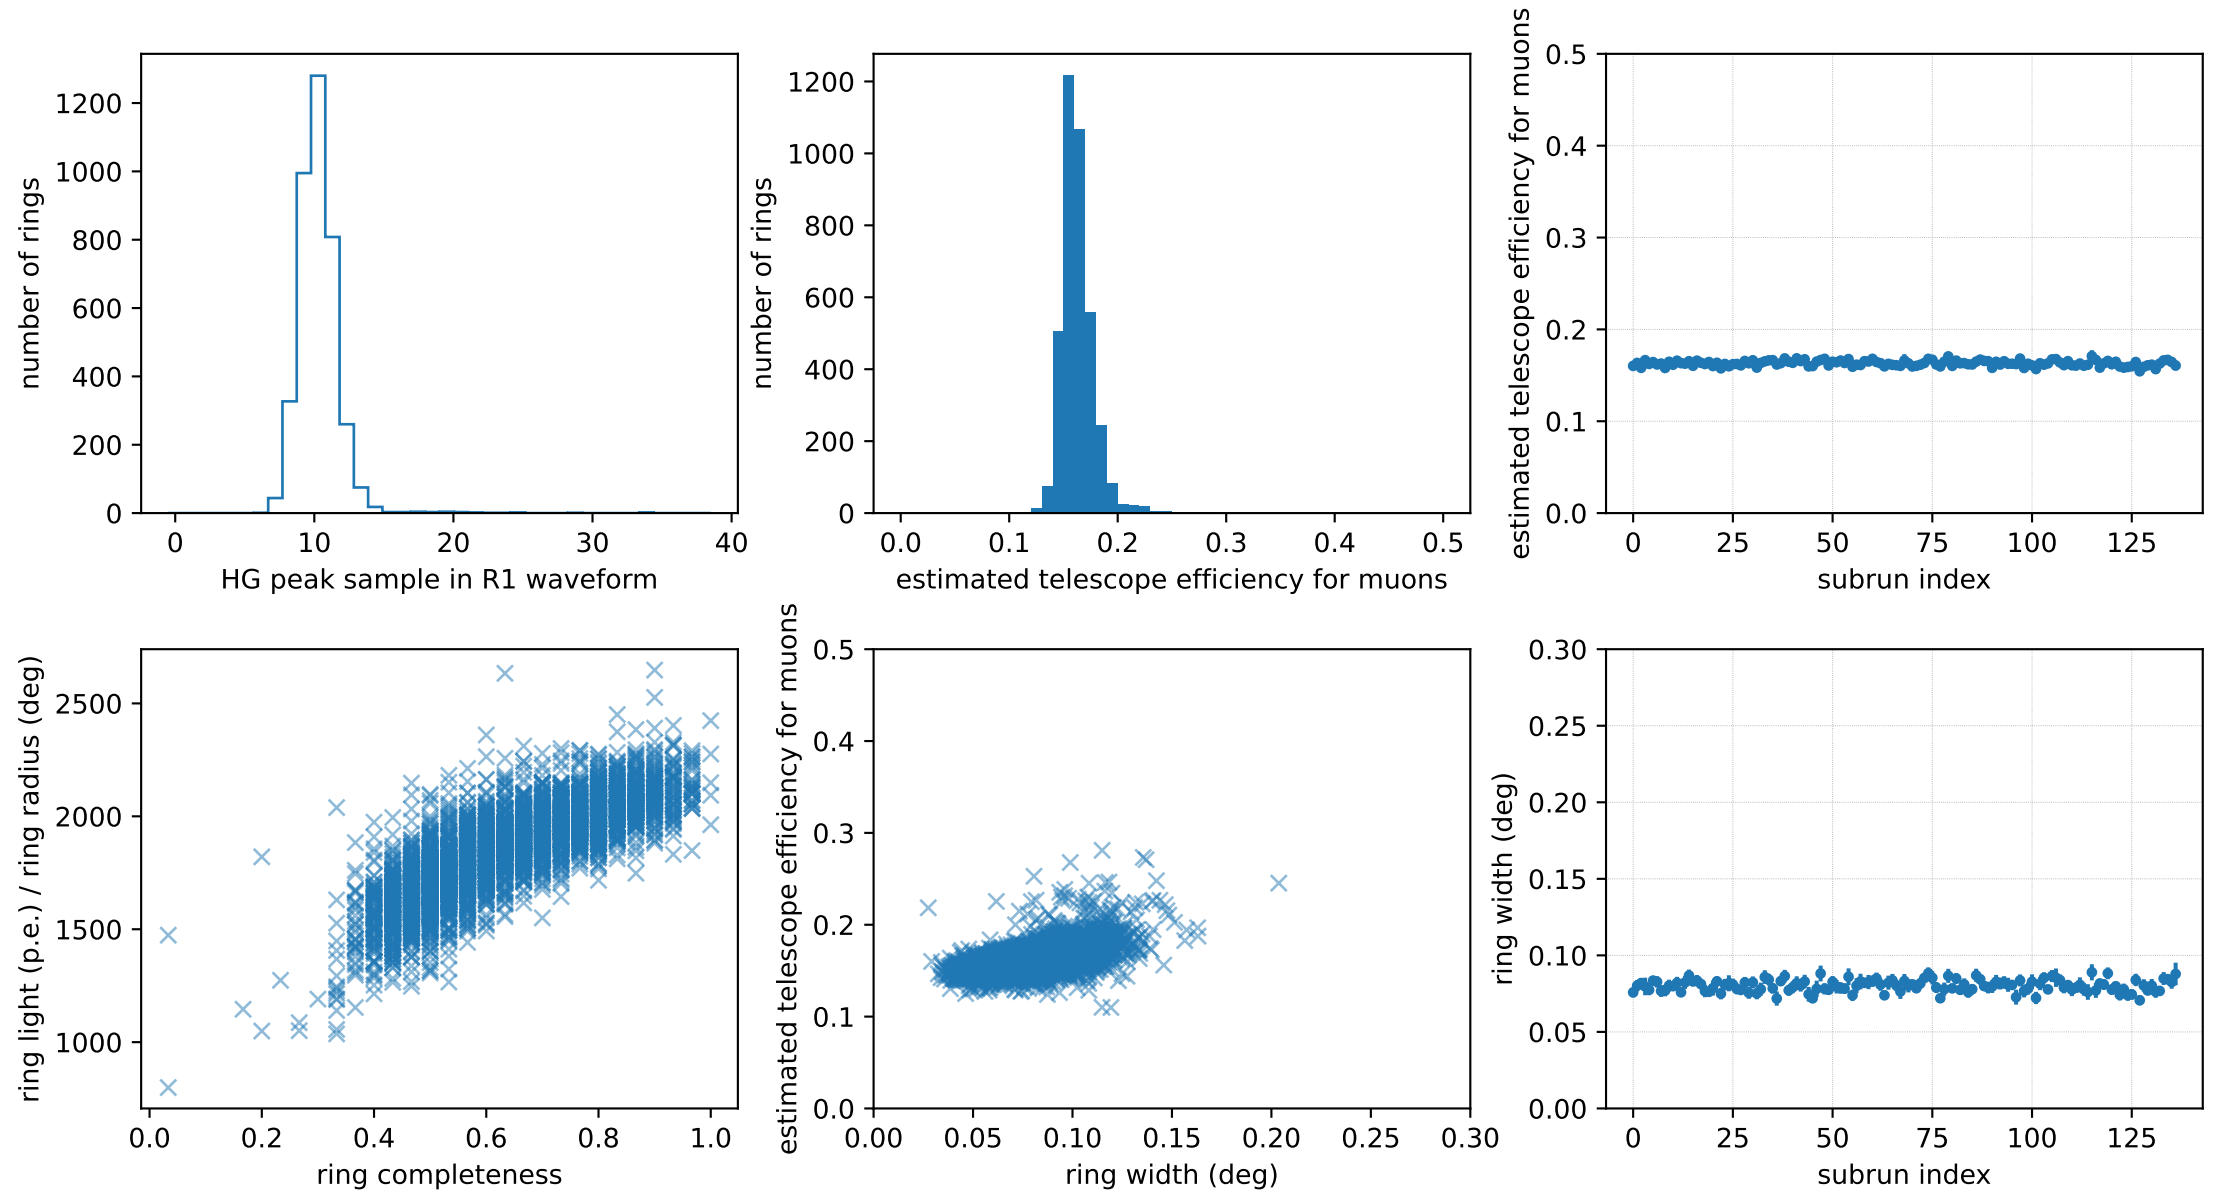 number of rings
1200
1000
800
600
400
200
0
0 10 20 30 40
HG peak sample in R1 waveform
number of rings
1200
1000
800
600
400
200
0
0.0 0.1 0.2 0.3 0.4 0.5
estimated telescope efficiency for muons
estimated telescope efficiency for muons
0.5
0.4
0.3
0.2
0.1
0.0
0 25 50 75 100 125
subrun index
ring light (p.e.) / ring radius (deg)
2500
2000
1500
1000
0.0 0.2 0.4 0.6 0.8 1.0
ring completeness
estimated telescope efficiency for muons
0.5
0.4
0.3
0.2
0.1
0.0
0.00 0.05 0.10 0.15 0.20 0.25 0.30
ring width (deg)
ring width (deg)
0.30
0.25
0.20
0.15
0.10
0.05
0.00
0 25 50 75 100 125
subrun index